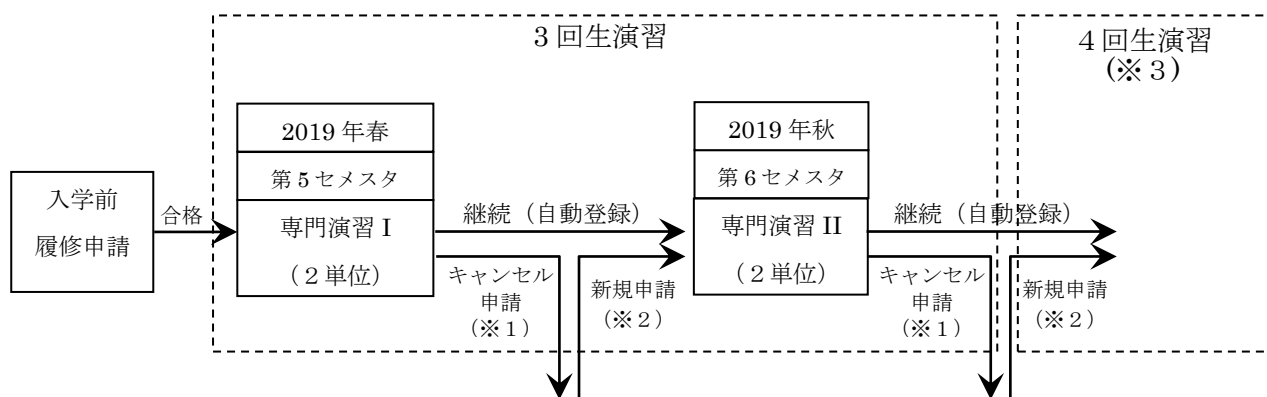 3回生演習
4回生演習
(※3)
入学前
履修申請
合格
2019年春
第5セメスタ
専門演習 I
(2単位)
継続(自動登録)
キャンセル
申請
(※1)
新規申請
(※2)
2019年秋
第6セメスタ
専門演習 II
(2単位)
継続(自動登録)
キャンセル
申請
(※1)
新規申請
(※2)